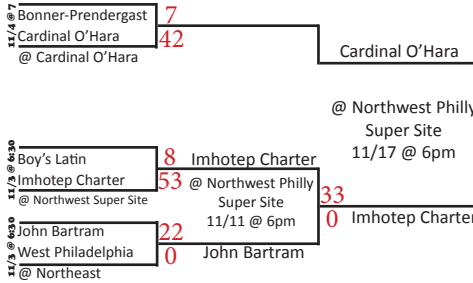 11/4 @ 7
Bonner-Prendergast 7
Cardinal O'Hara 42
@ Cardinal O'Hara
Cardinal O'Hara
@ Northwest Philly
Super Site
11/17 @ 6pm
11/3 @ 6:30
Boy's Latin 8
Imhotep Charter 53
@ Northwest Super Site
Imhotep Charter
@ Northwest Philly
Super Site
11/11 @ 6pm
33
0
Imhotep Charter
11/3 @ 6:30
John Bartram 22
West Philadelphia 0
@ Northeast
John Bartram